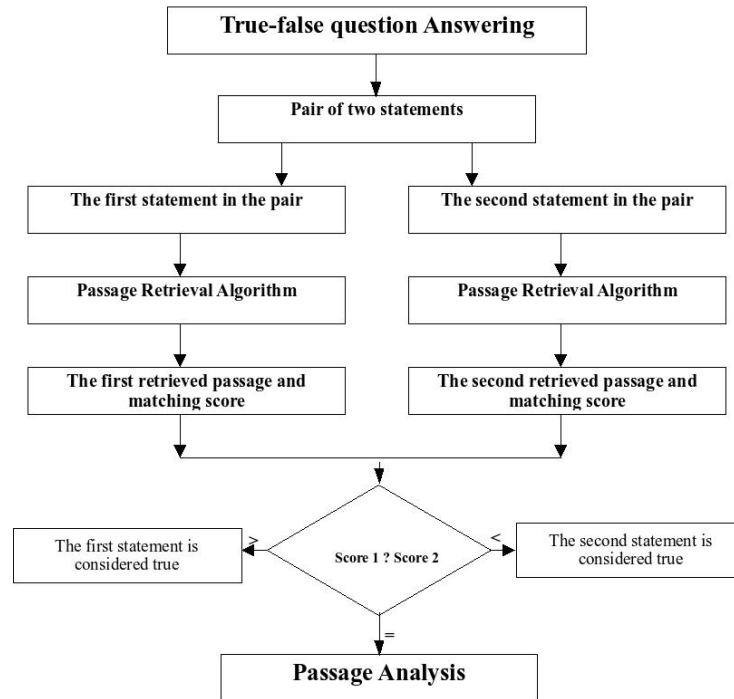 True-false question Answering
Pair of two statements
The first statement in the pair
The second statement in the pair
Passage Retrieval Algorithm
Passage Retrieval Algorithm
The first retrieved passage and
matching score
The second retrieved passage and
matching score
>
<
The first statement is
considered true
Score 1 ? Score 2
The second statement is
considered true
=
Passage Analysis